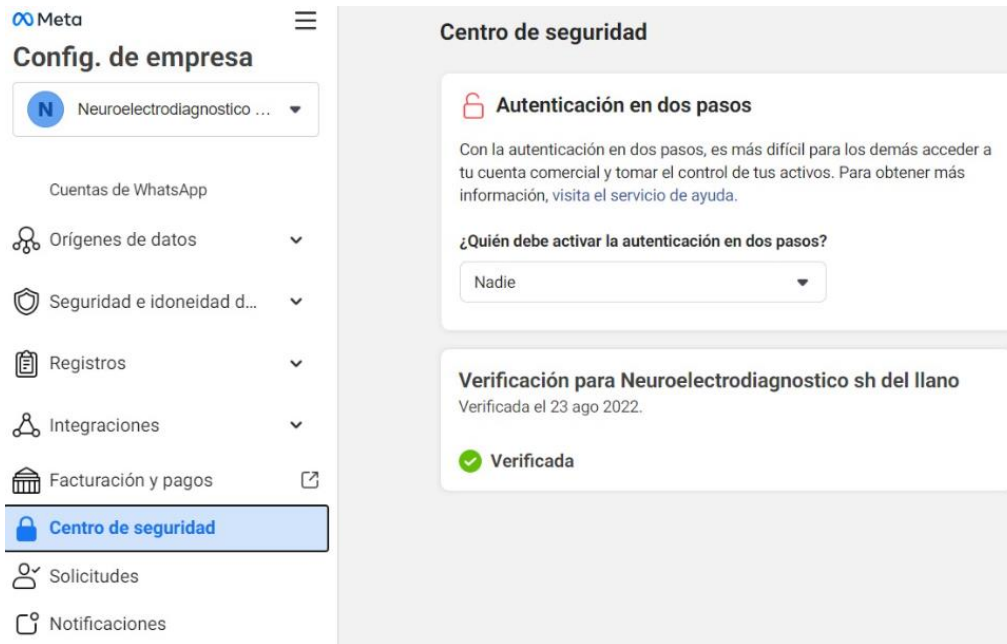 Meta
Config. de empresa
N Neuroelectrodiagnostico ...
Cuentas de WhatsApp
Orígenes de datos
Seguridad e idoneidad d...
Registros
Integraciones
Facturación y pagos
Centro de seguridad
Solicitudes
Notificaciones
Centro de seguridad
Autenticación en dos pasos
Con la autenticación en dos pasos, es más difícil para los demás acceder a
tu cuenta comercial y tomar el control de tus activos. Para obtener más
información, visita el servicio de ayuda.
¿Quién debe activar la autenticación en dos pasos?
Nadie
Verificación para Neuroelectrodiagnostico sh del llano
Verificada el 23 ago 2022.
Verificada